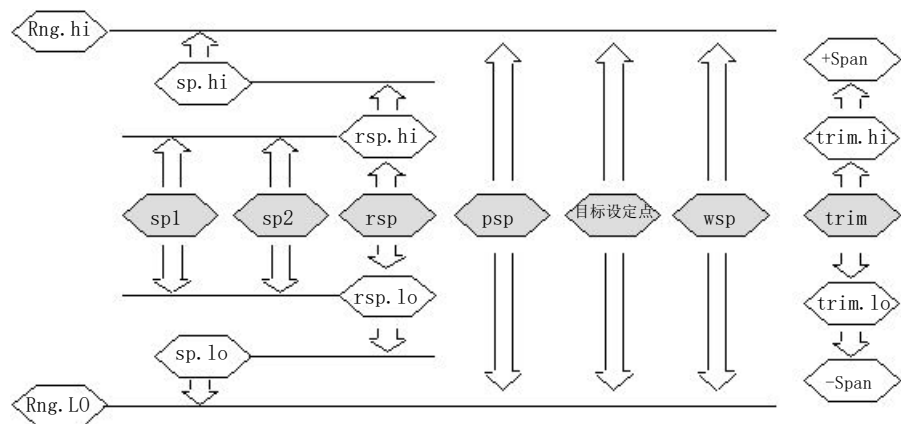 Rng.hi
+Span
sp.hi
rsp.hi
trim.hi
sp1
sp2
rsp
psp
目标设定点
wsp
trim
rsp.lo
trim.lo
sp.lo
-Span
Rng.LO